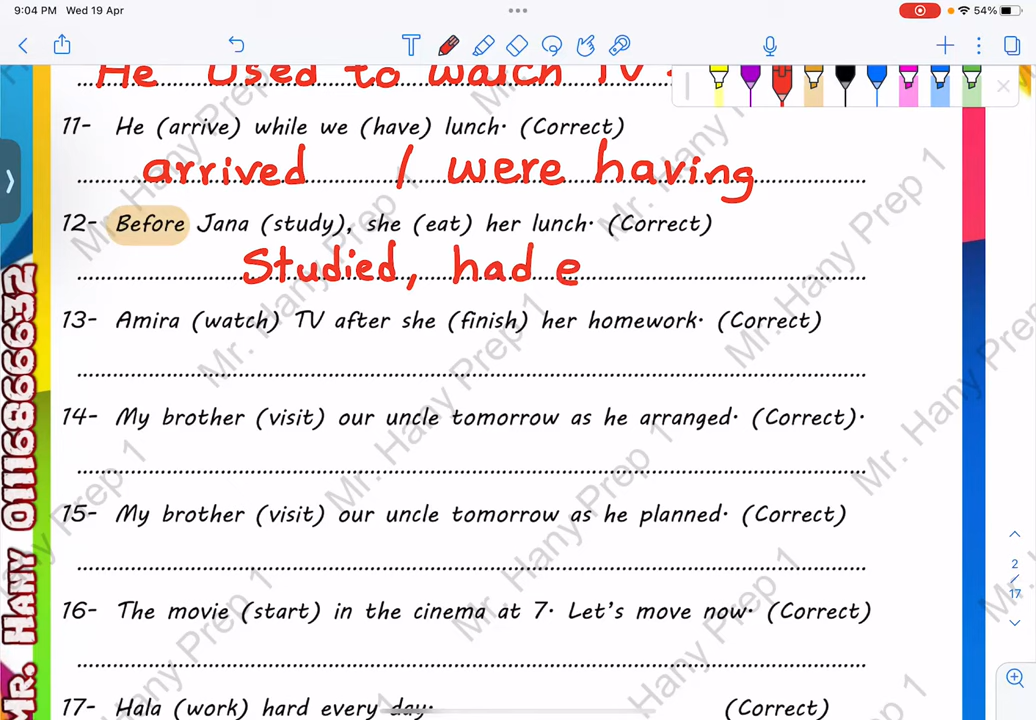 9:04 PM Wed 19 Apr
54%
He used to watch TV
11- He (arrive) while we (have) lunch. (Correct)
arrived / were having
12- Before Jana (study), she (eat) her lunch. (Correct)
Studied, had e
13- Amira (watch) TV after she (finish) her homework. (Correct)
14- My brother (visit) our uncle tomorrow as he arranged. (Correct).
15- My brother (visit) our uncle tomorrow as he planned. (Correct)
16- The movie (start) in the cinema at 7. Let's move now. (Correct)
17- Hala (work) hard every day. (Correct)
2
17
Mr. Hany 01116866632
Mr. Hany Prep 1